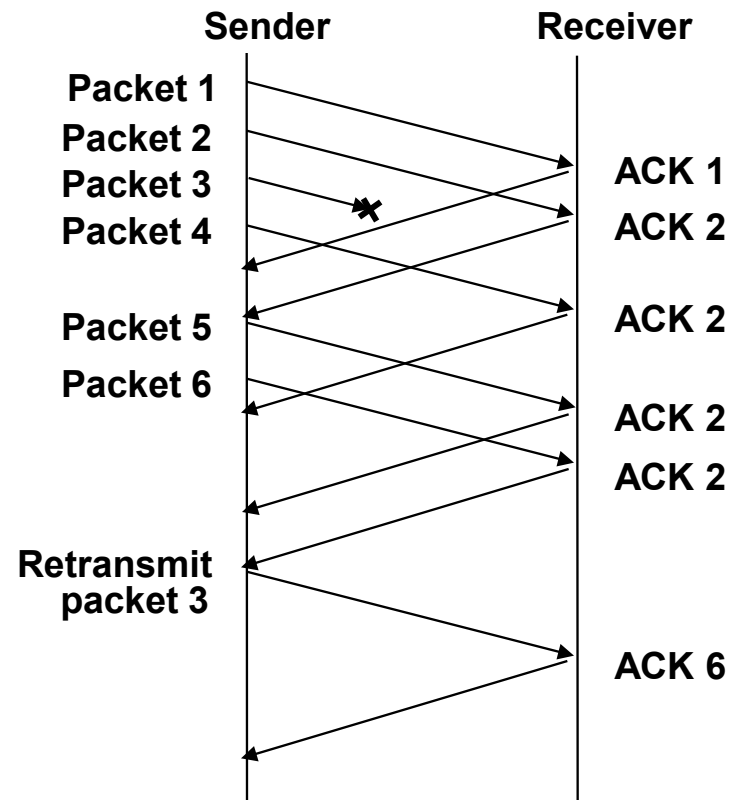 Sender Receiver
Packet 1
Packet 2
ACK 1
Packet 3
Packet 4
ACK 2
Packet 5
ACK 2
Packet 6
ACK 2
ACK 2
Retransmit
packet 3
ACK 6